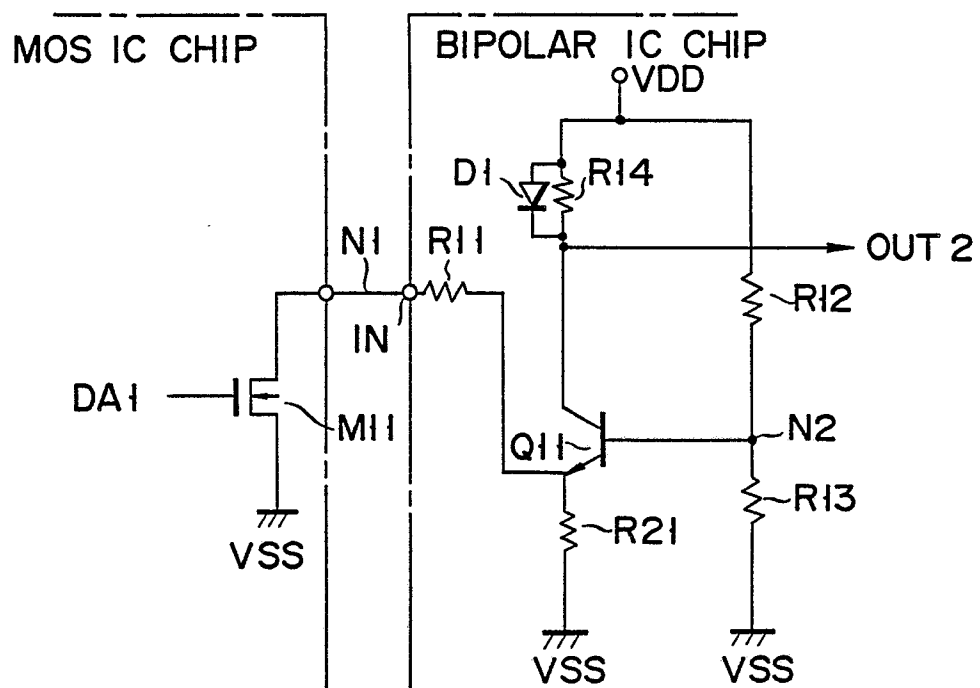 MOS IC CHIP
BIPOLAR IC CHIP
VDD
D1
R14
N1
R11
OUT 2
IN
R12
DA1
M11
Q11
N2
R13
VSS
R21
VSS
VSS